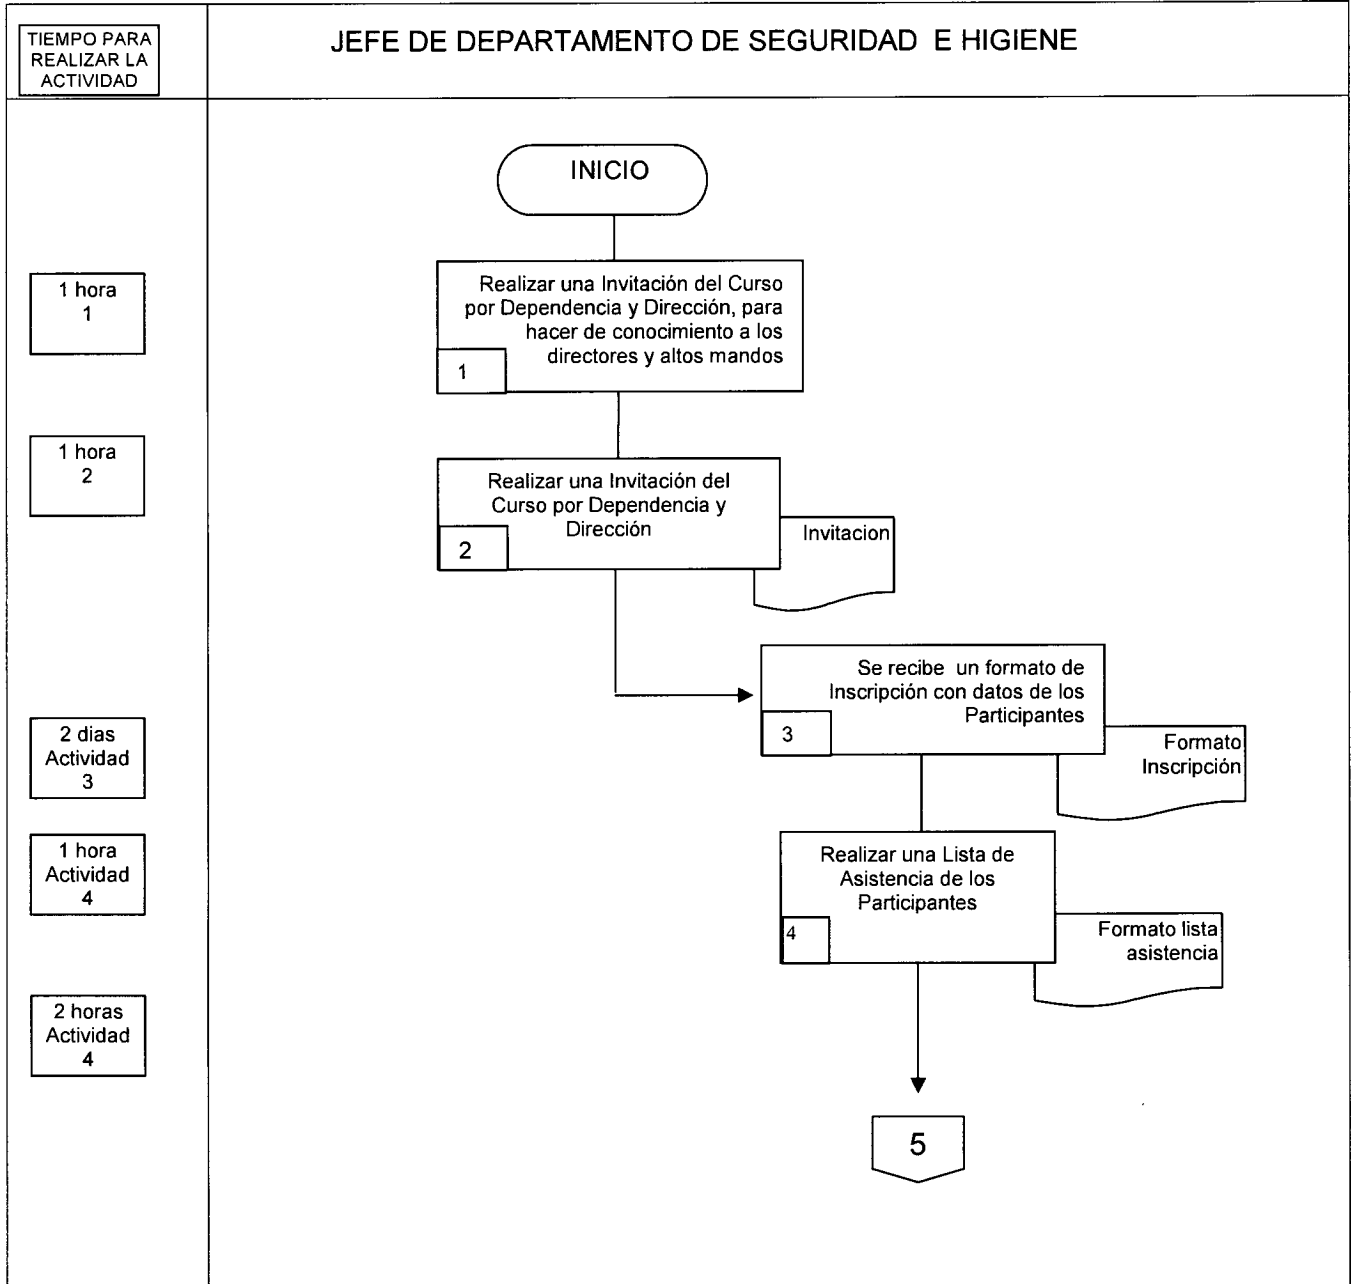 TIEMPO PARA
REALIZAR LA
ACTIVIDAD
JEFE DE DEPARTAMENTO DE SEGURIDAD E HIGIENE
INICIO
1 hora
1
Realizar una Invitación del Curso
por Dependencia y Dirección, para
hacer de conocimiento a los
directores y altos mandos
1
1 hora
2
Realizar una Invitación del
Curso por Dependencia y
Dirección
2
Invitacion
Se recibe un formato de
Inscripción con datos de los
Participantes
3
2 dias
Actividad
3
Formato
Inscripción
1 hora
Actividad
4
Realizar una Lista de
Asistencia de los
Participantes
4
Formato lista
asistencia
2 horas
Actividad
4
5